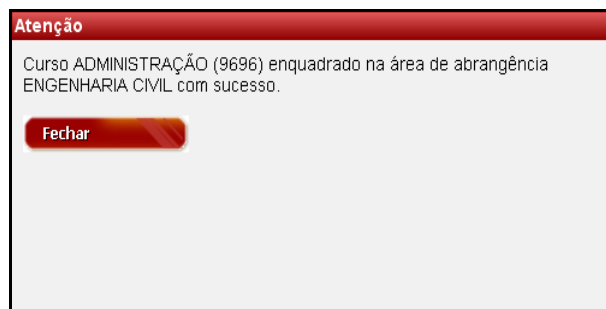 Atenção
Curso ADMINISTRAÇÃO (9696) enquadrado na área de abrangência
ENGENHARIA CIVIL com sucesso.
Fechar